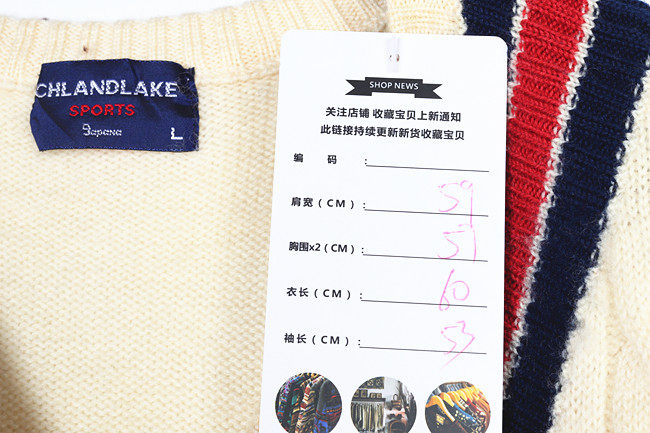 CHLANDLAKE
SPORTS
Japana
L
SHOP NEWS
关注店铺 收藏宝贝上新通知
此链接持续更新新货收藏宝贝
编 码 :
肩宽(CM): 59
胸围x2(CM): 57
衣长(CM): 60
袖长(CM): 53